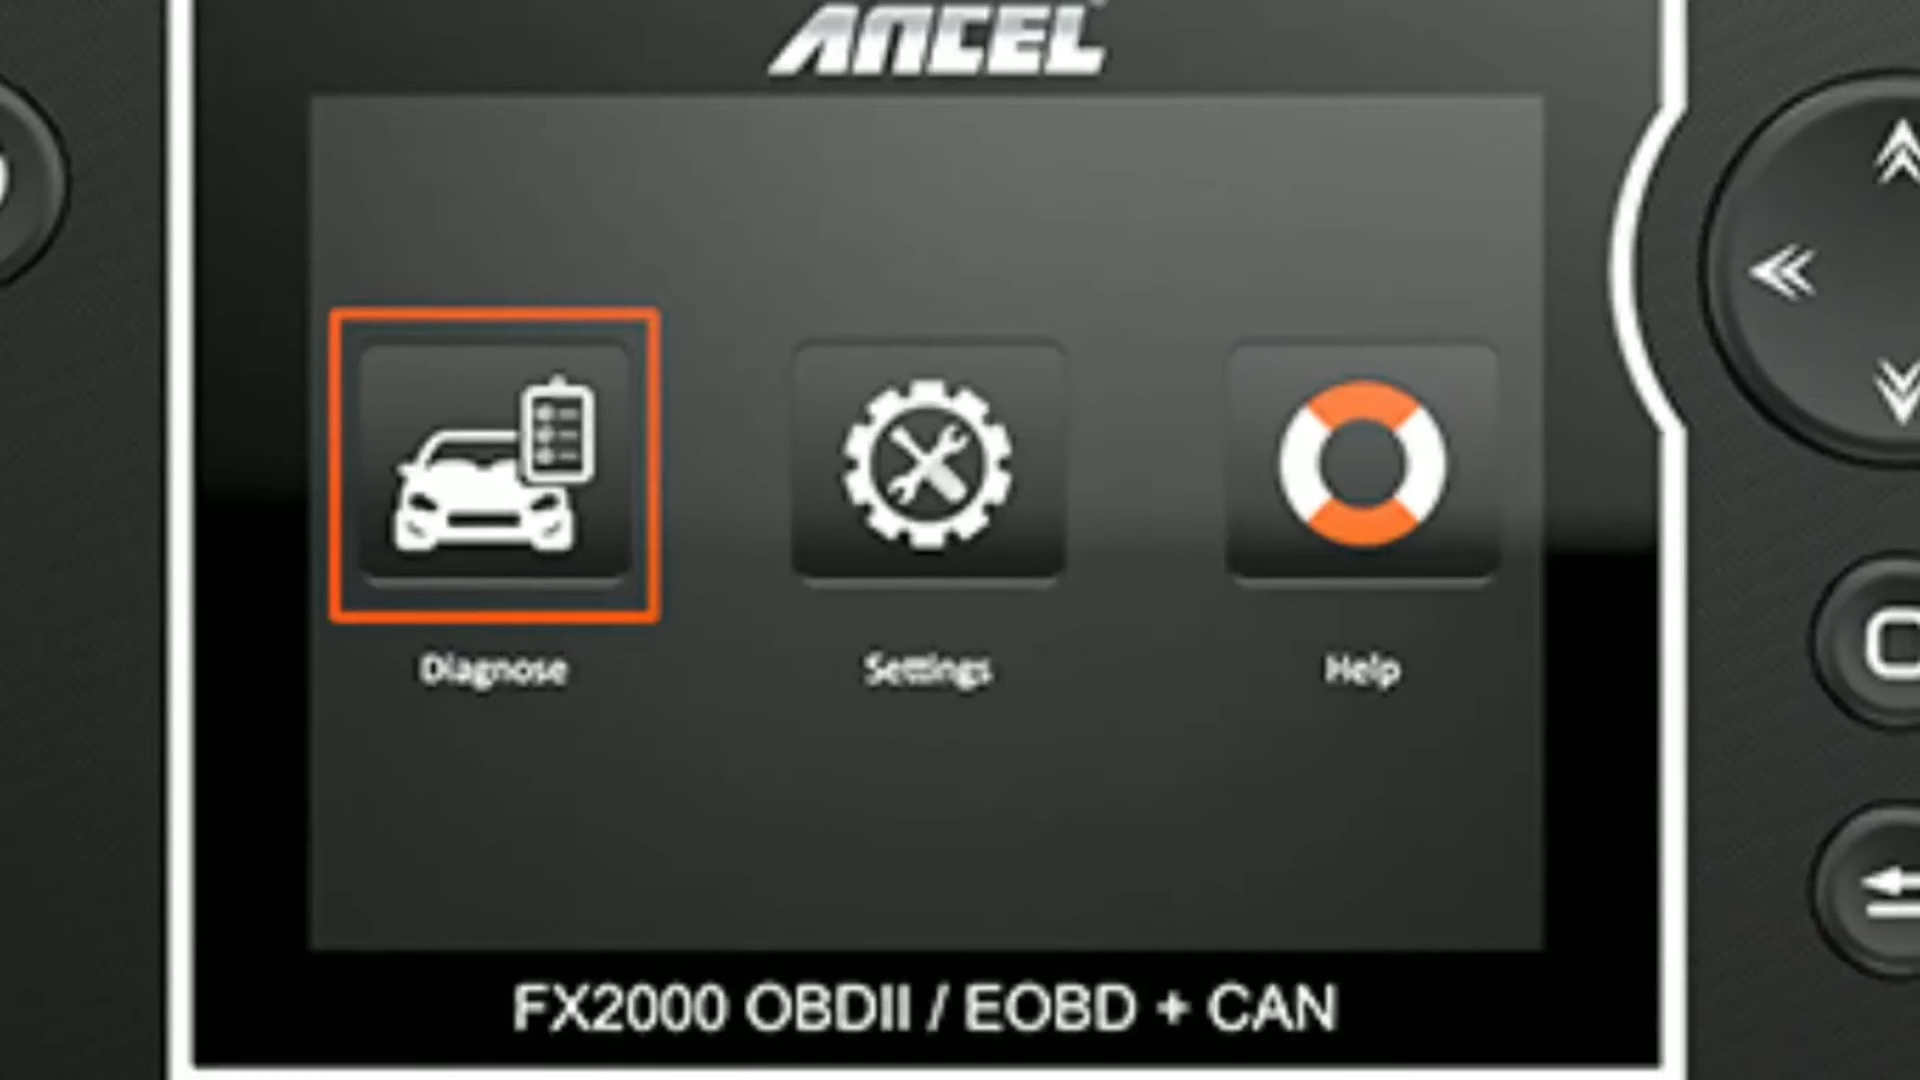 ANCEL
Diagnose
Settings
Help
FX2000 OBDII / EOBD + CAN